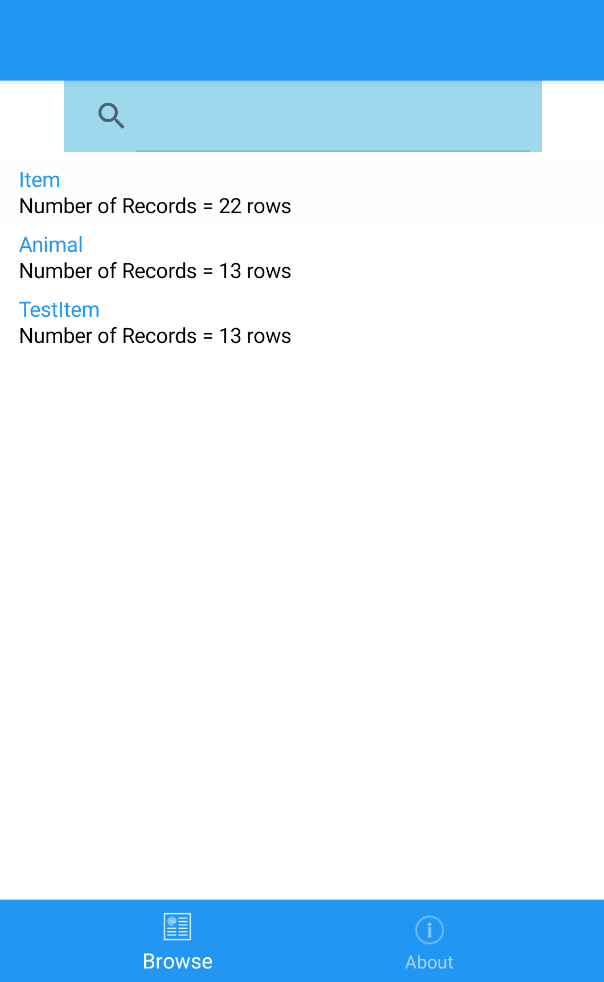 Item
Number of Records = 22 rows
Animal
Number of Records = 13 rows
TestItem
Number of Records = 13 rows
Browse
About